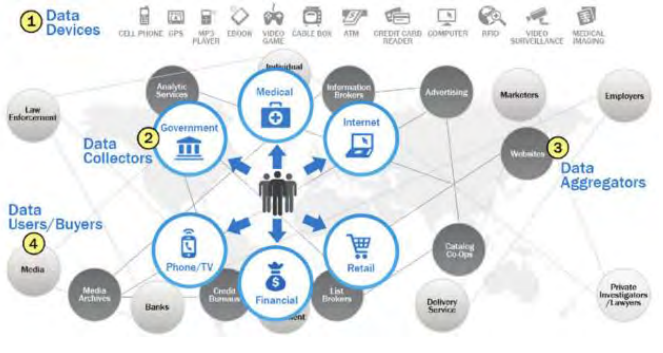 1 Data
Devices
CELL PHONE
GPS
MP3
PLAYER
EBOOK
VIDEO
GAME
CABLE BOX
ATM
CREDIT CARD
READER
COMPUTER
RFID
VIDEO
SURVEILLANCE
MEDICAL
IMAGING
Individual
Analytic
Services
Medical
Information
Brokers
Advertising
Marketers
Employers
Law
Enforcement
Government
Internet
2
Data
Collectors
Websites
3
Data
Aggregators
Data
Users/Buyers
4
Media
Phone/TV
Retail
Catalog
Co-Ops
Media
Archives
Banks
Credit
Bureaus
$
Financial
List
Brokers
Delivery
Service
Private
Investigators
/Lawyers